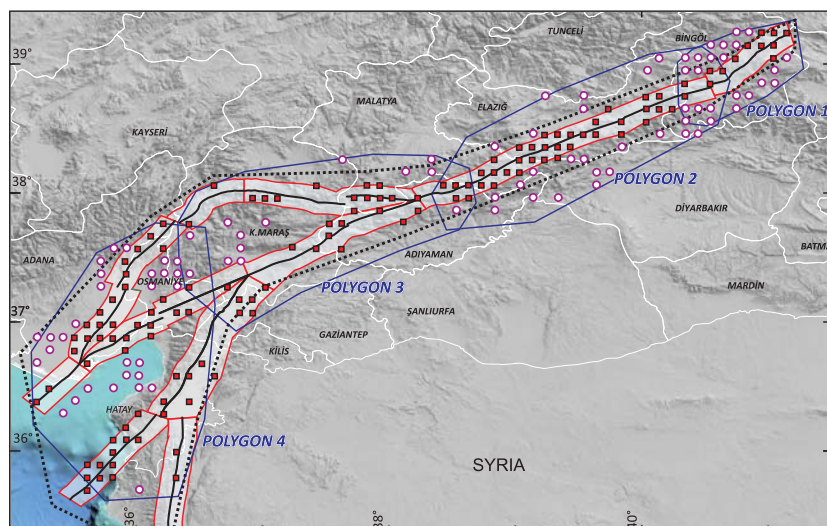 TUNCELİ
BİNGÖL
39°
MALATYA
ELAZIĞ
POLYGON 1
KAYSERİ
POLYGON 2
38°
DİYARBAKIR
K.MARAŞ
ADANA
ADIYAMAN
BATM
OSMANİYE
POLYGON 3
MARDİN
ŞANLIURFA
37°
GAZİANTEP
KİLİS
HATAY
POLYGON 4
36°
SYRIA
36°
38°
40°